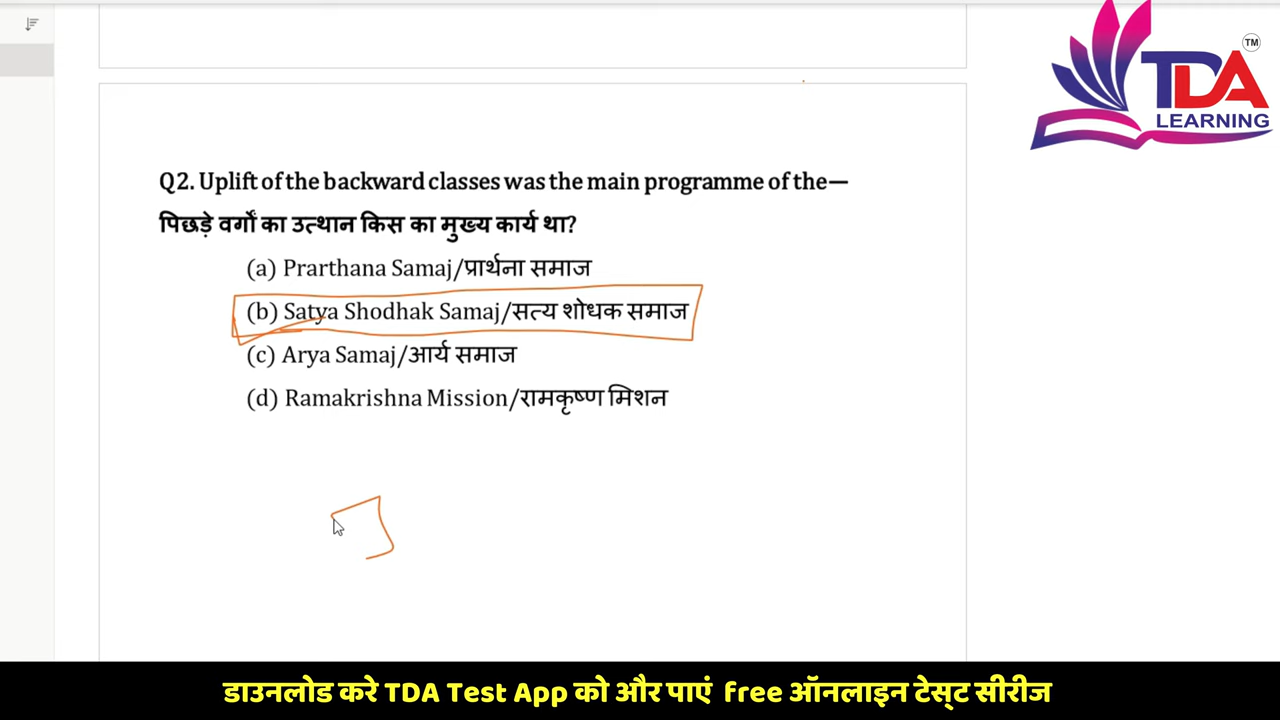 TM
TDA
LEARNING
Q2. Uplift of the backward classes was the main programme of the—
पिछड़े वर्गों का उत्थान किस का मुख्य कार्य था?
(a) Prarthana Samaj/प्रार्थना समाज
(b) Satya Shodhak Samaj/सत्य शोधक समाज
(c) Arya Samaj/आर्य समाज
(d) Ramakrishna Mission/रामकृष्ण मिशन
डाउनलोड करे TDA Test App को और पाएं free ऑनलाइन टेस्ट सीरीज